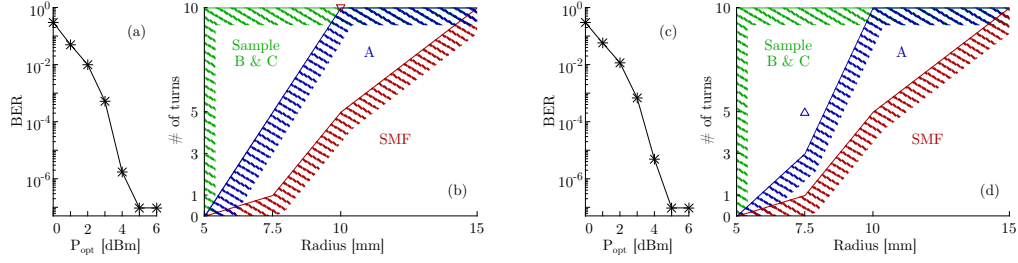 (a)
BER
10^0
10^-2
10^-4
10^-6
0 2 4 6
P_opt [dBm]
# of turns
10
5
3
1
0
Sample
B & C
A
SMF
(b)
5 7.5 10 15
Radius [mm]
(c)
BER
10^0
10^-2
10^-4
10^-6
0 2 4 6
P_opt [dBm]
# of turns
10
5
3
1
0
Sample
B & C
A
SMF
(d)
5 7.5 10 15
Radius [mm]